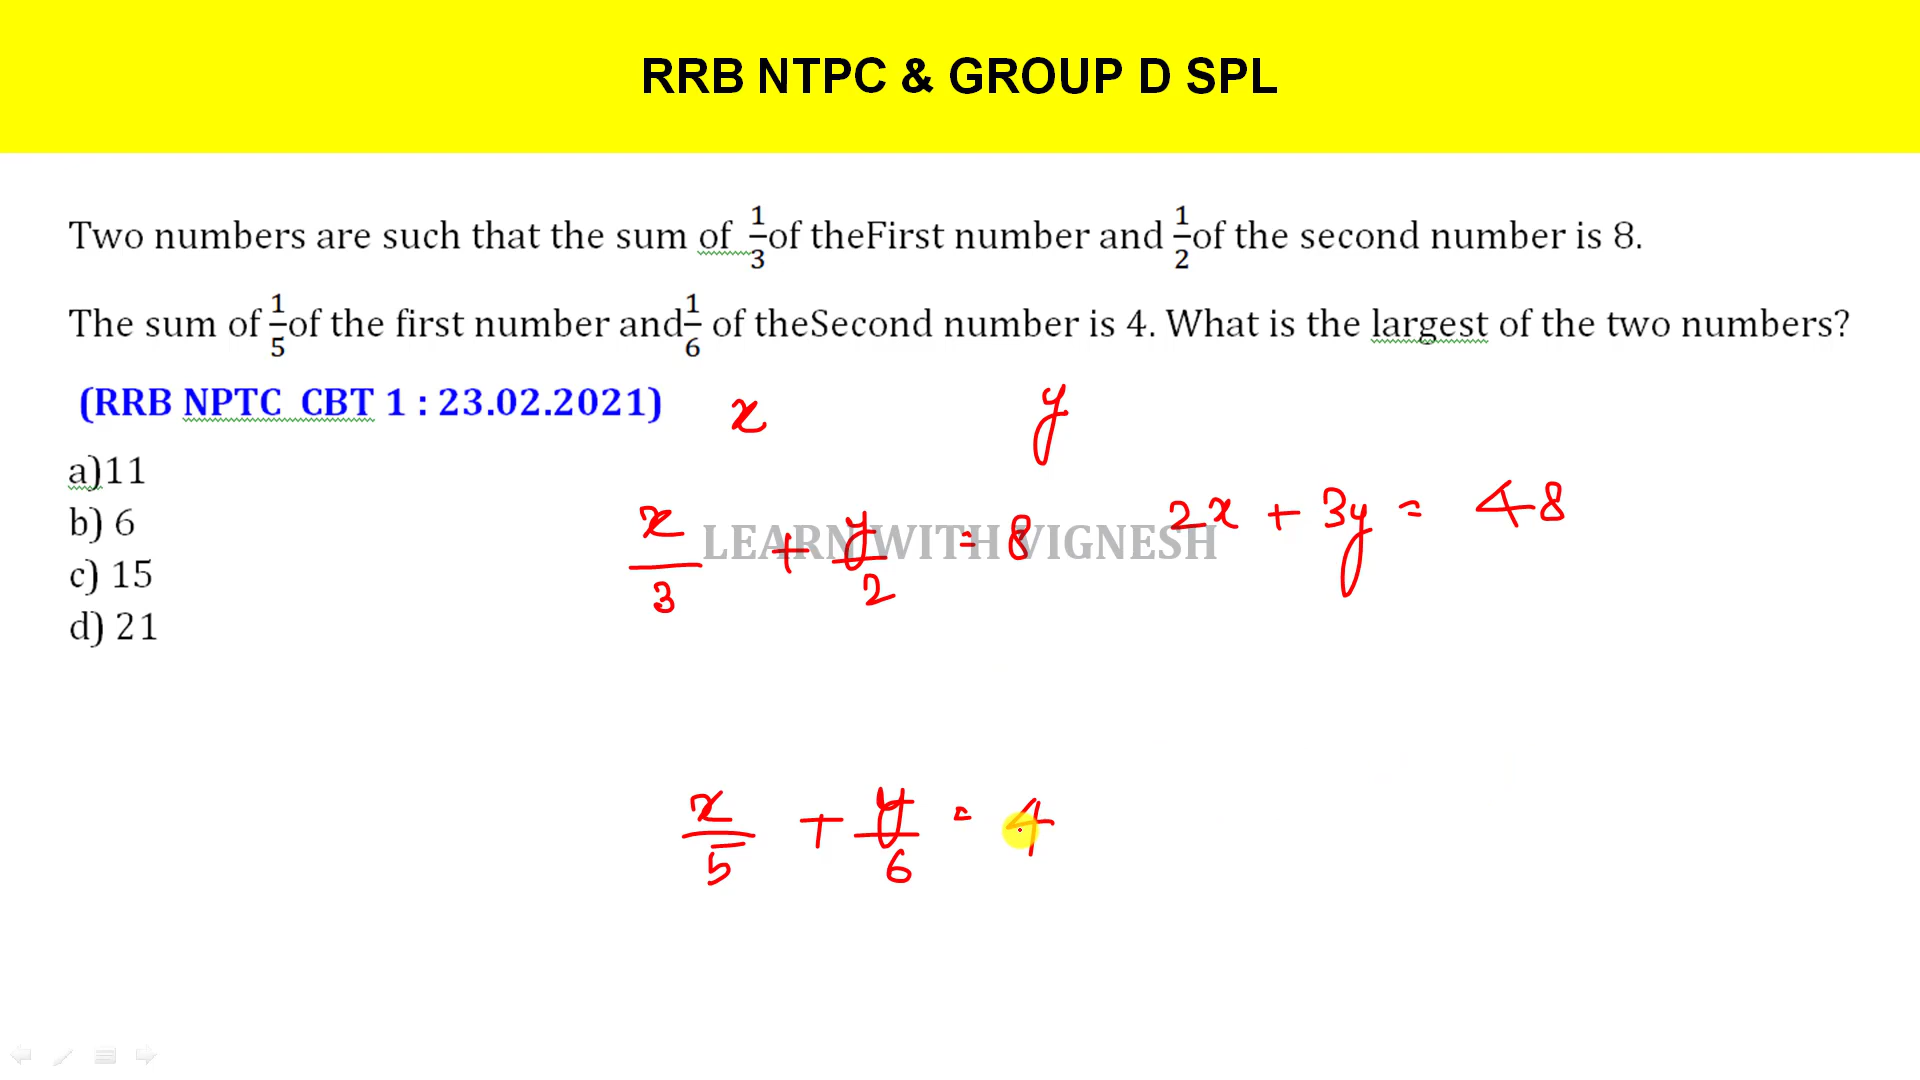 RRB NTPC & GROUP D SPL
Two numbers are such that the sum of 1/3 of theFirst number and 1/2 of the second number is 8.
The sum of 1/5 of the first number and 1/6 of theSecond number is 4. What is the largest of the two numbers?
(RRB NPTC CBT 1 : 23.02.2021)
x y
a)11
b) 6
c) 15
d) 21
x/3 + y/2 = 8
2x + 3y = 48
LEARN WITH VIGNESH
x/5 + y/6 = 4